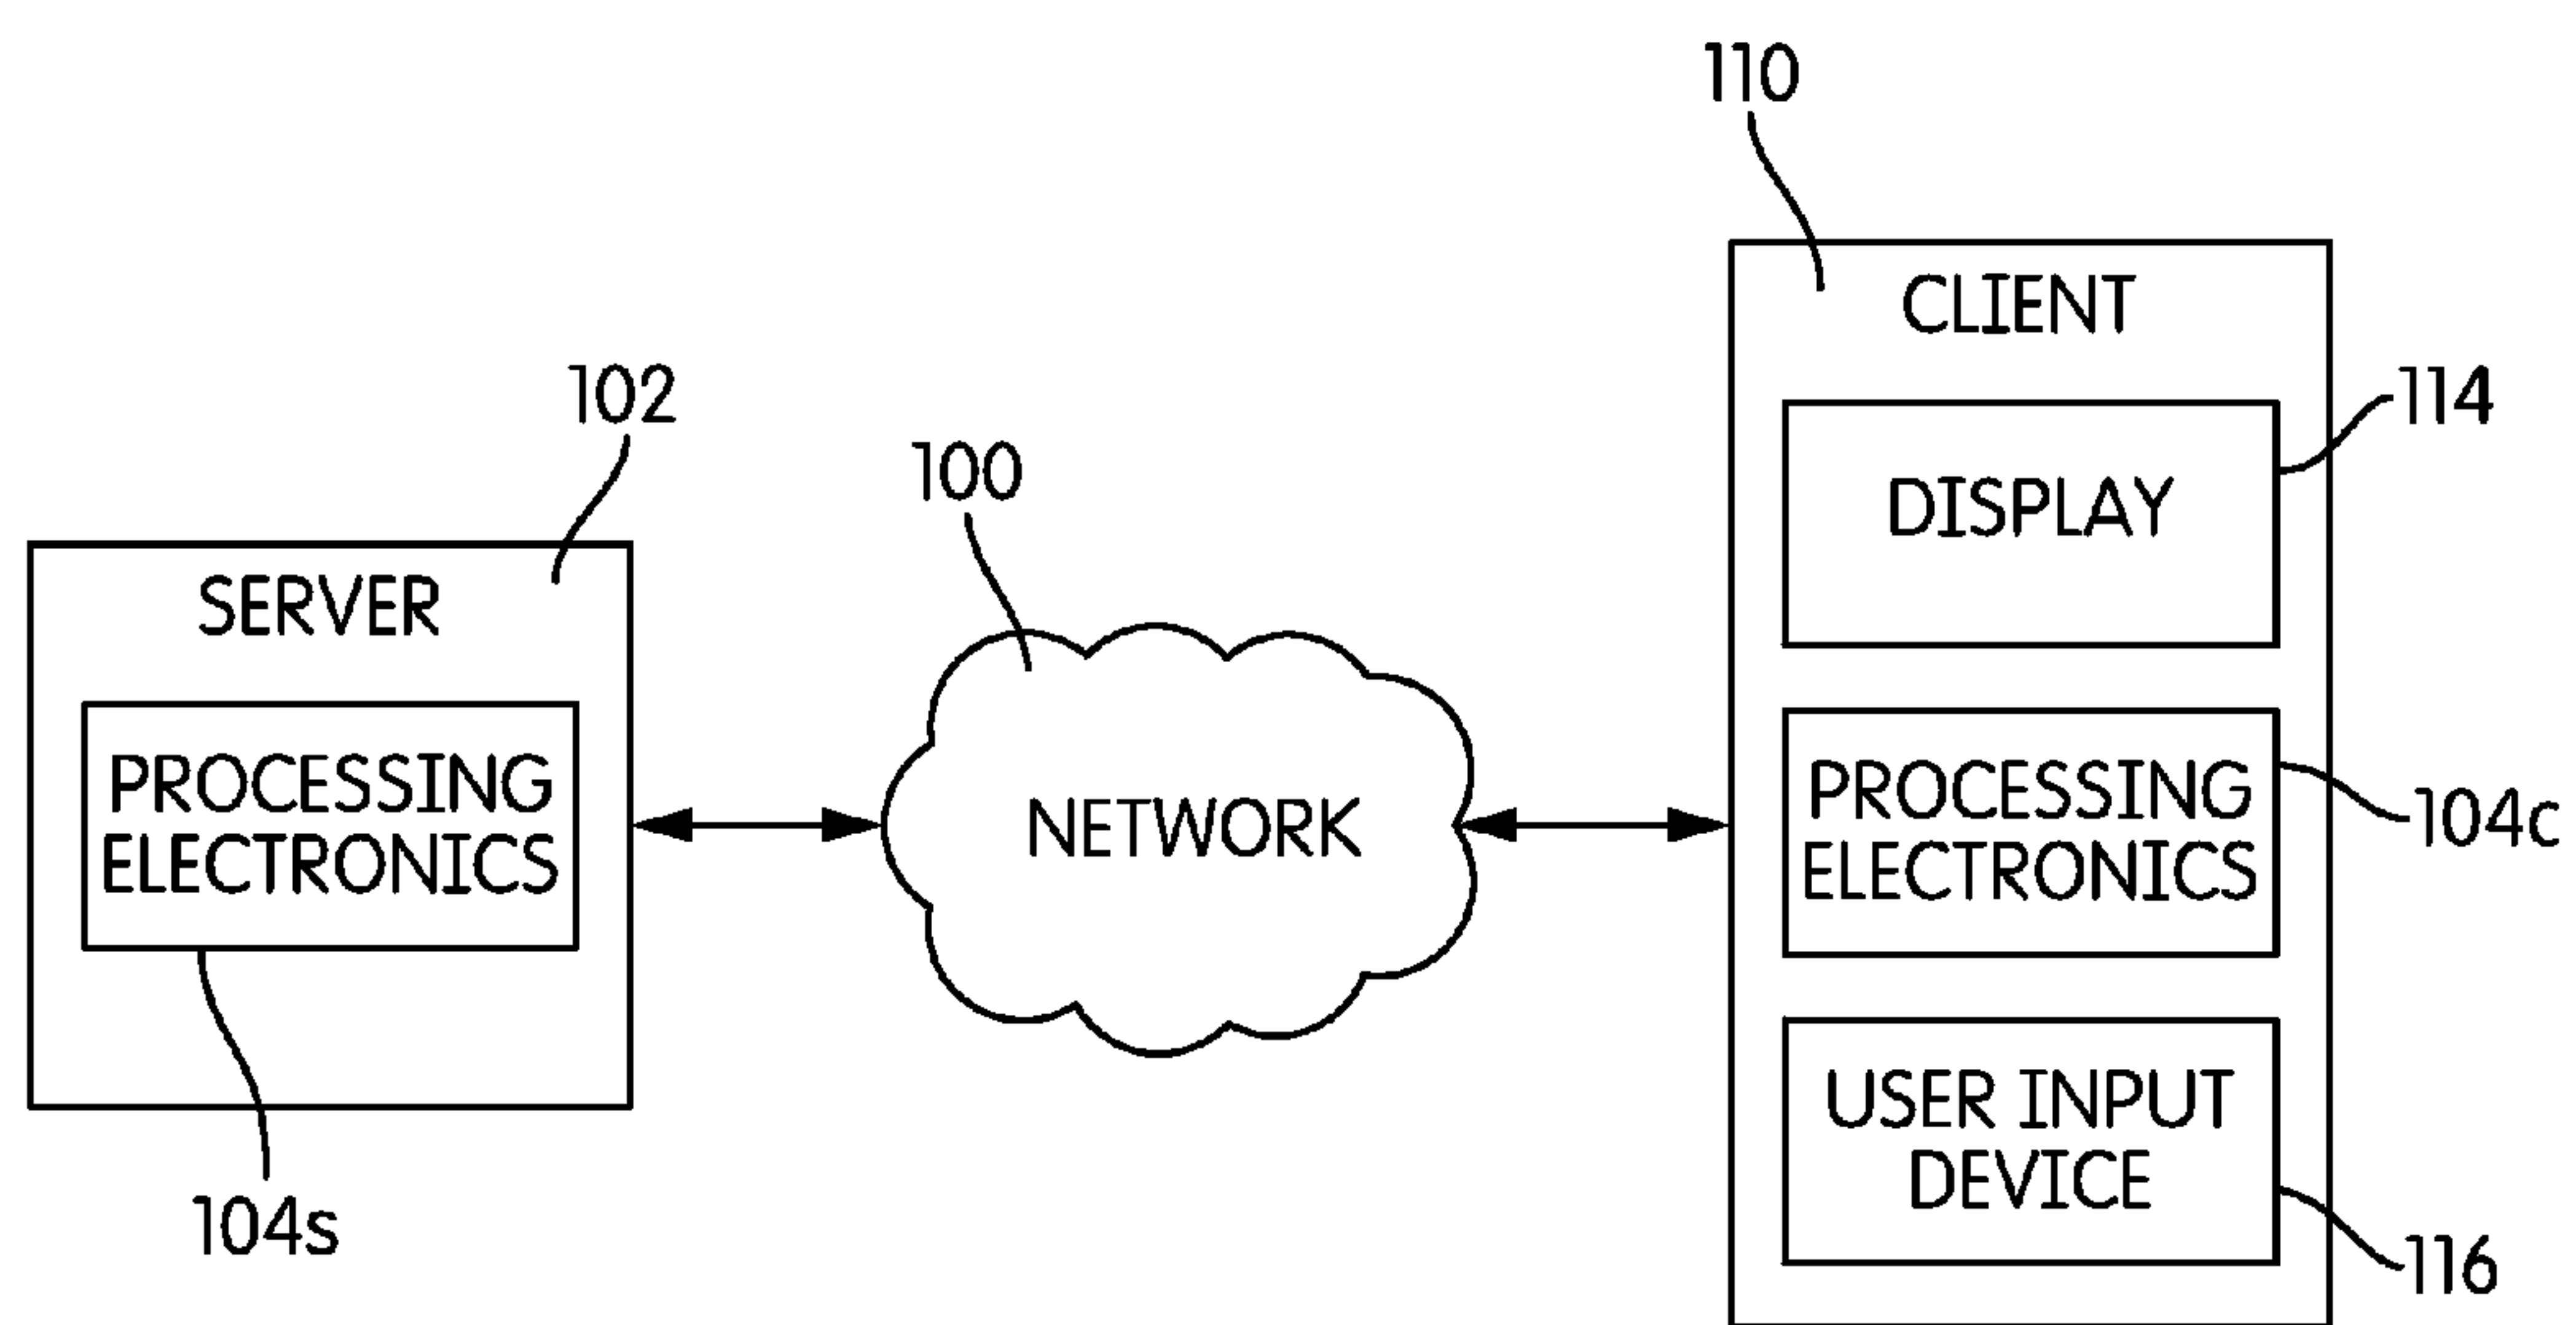 110
CLIENT
114
DISPLAY
102
100
SERVER
PROCESSING
ELECTRONICS
NETWORK
PROCESSING
ELECTRONICS
104c
USER INPUT
DEVICE
104s
116